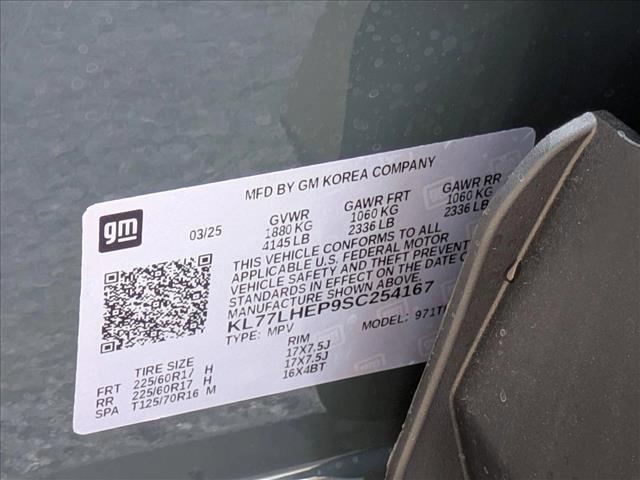 MFD BY GM KOREA COMPANY
gm
03/25 GVWR GAWR FRT GAWR RR
1880 KG 1060 KG 1060 KG
4145 LB 2336 LB 2336 LB
THIS VEHICLE CONFORMS TO ALL
APPLICABLE U.S. FEDERAL MOTOR
VEHICLE SAFETY AND THEFT PREVENT
STANDARDS IN EFFECT ON THE DATE O
MANUFACTURE SHOWN ABOVE.
KL77LHEP9SC254167
TYPE: MPV MODEL: 971T
TIRE SIZE RIM
FRT 225/60R17 H 17X7.5J
RR 225/60R17 H 17X7.5J
SPA T125/70R16 M 16X4BT